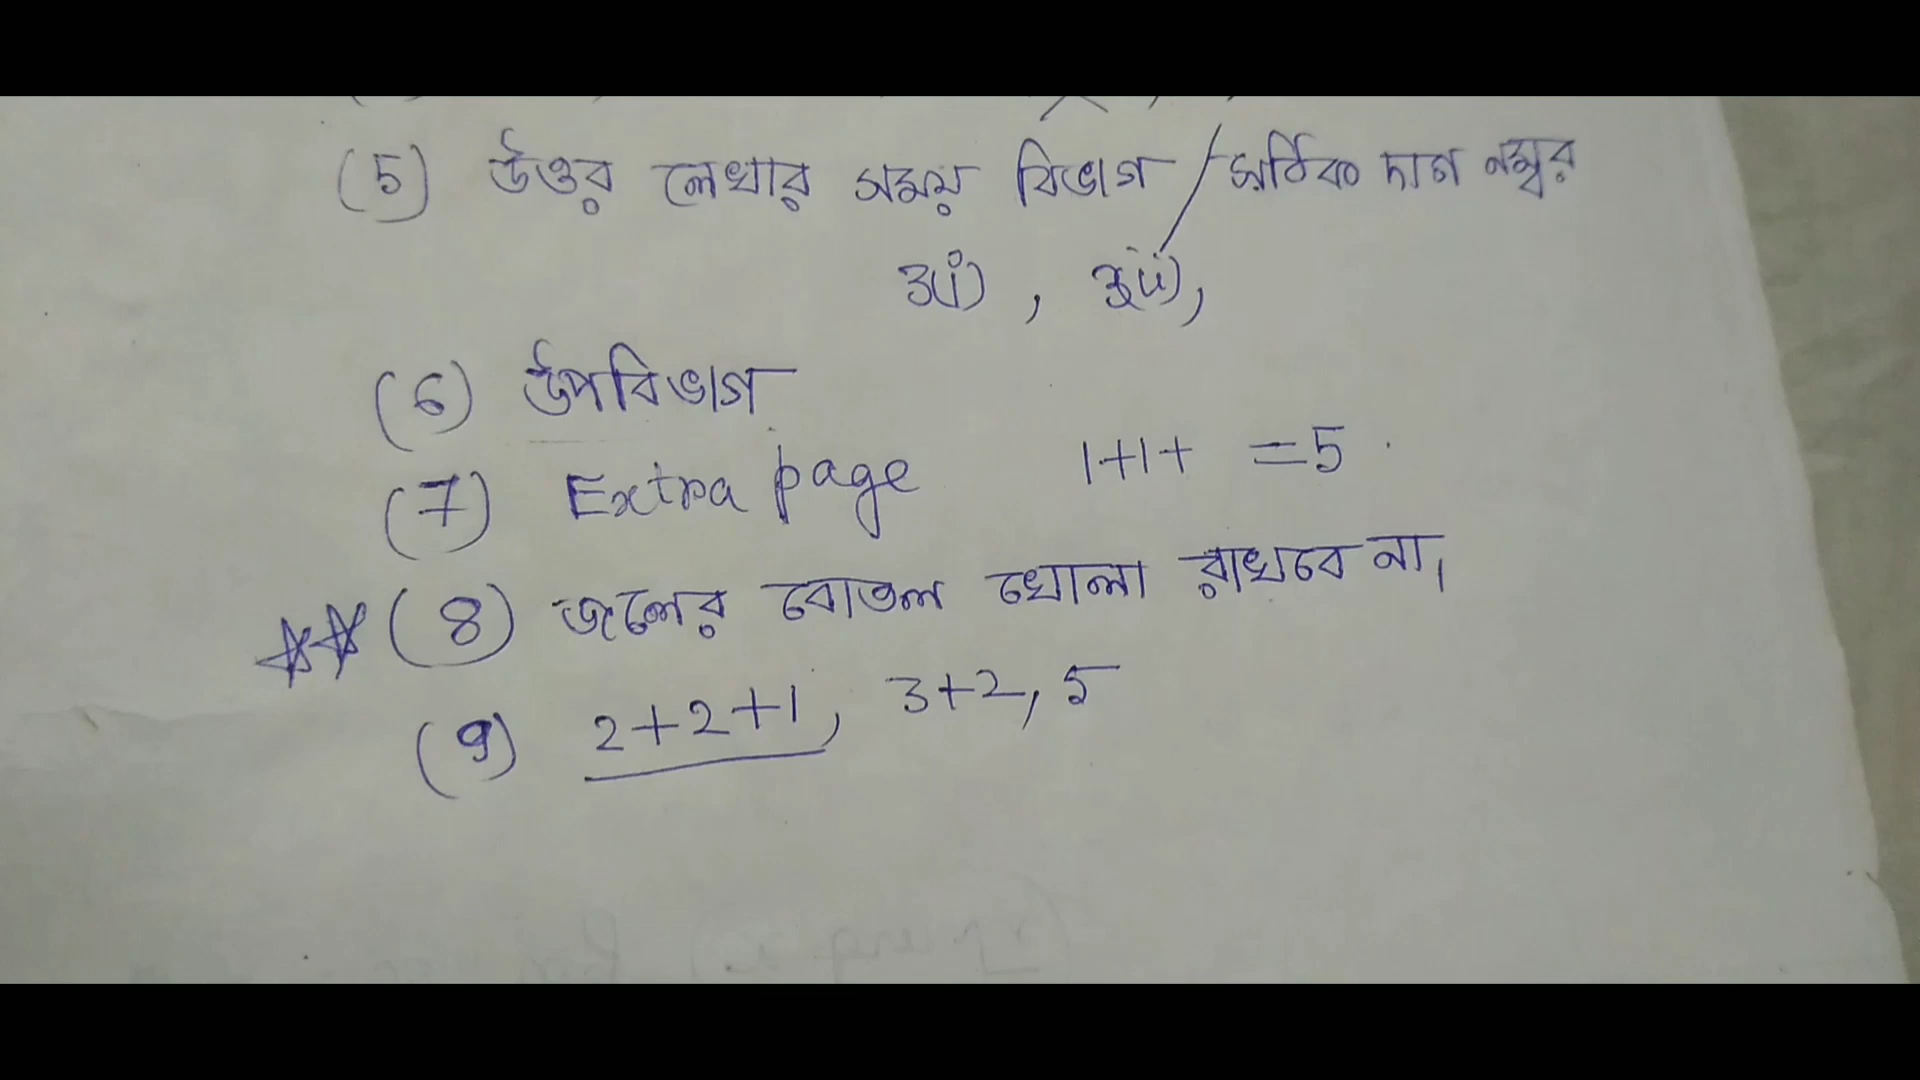 (5) উত্তর লেখার সময় বিভাগ / সঠিক দাগ নম্বর
3(i) , 3(ii),
(6) উপবিভাগ
(7) Extra page 1+1+ =5
(8) জলের বোতল খোলা রাখবে না।
(9) 2+2+1, 3+2, 5